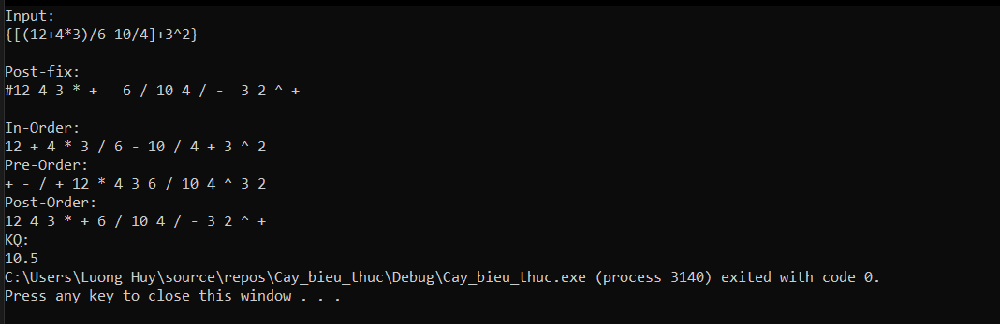 Input:
{[(12+4*3)/6-10/4]+3^2}
Post-fix:
#12 4 3 * +   6 / 10 4 / -  3 2 ^ +
In-Order:
12 + 4 * 3 / 6 - 10 / 4 + 3 ^ 2
Pre-Order:
+ - / + 12 * 4 3 6 / 10 4 ^ 3 2
Post-Order:
12 4 3 * + 6 / 10 4 / - 3 2 ^ +
KQ:
10.5
C:\Users\Luong Huy\source\repos\Cay_bieu_thuc\Debug\Cay_bieu_thuc.exe (process 3140) exited with code 0.
Press any key to close this window . . .